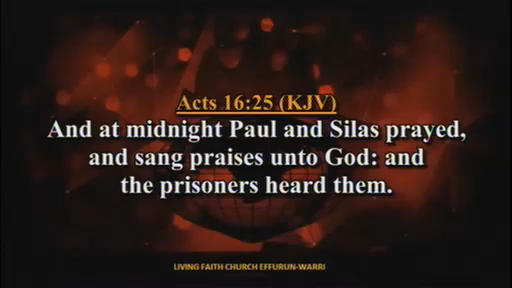 Acts 16:25 (KJV)
And at midnight Paul and Silas prayed,
and sang praises unto God: and
the prisoners heard them.
LIVING FAITH CHURCH EFFURUN-WARRI